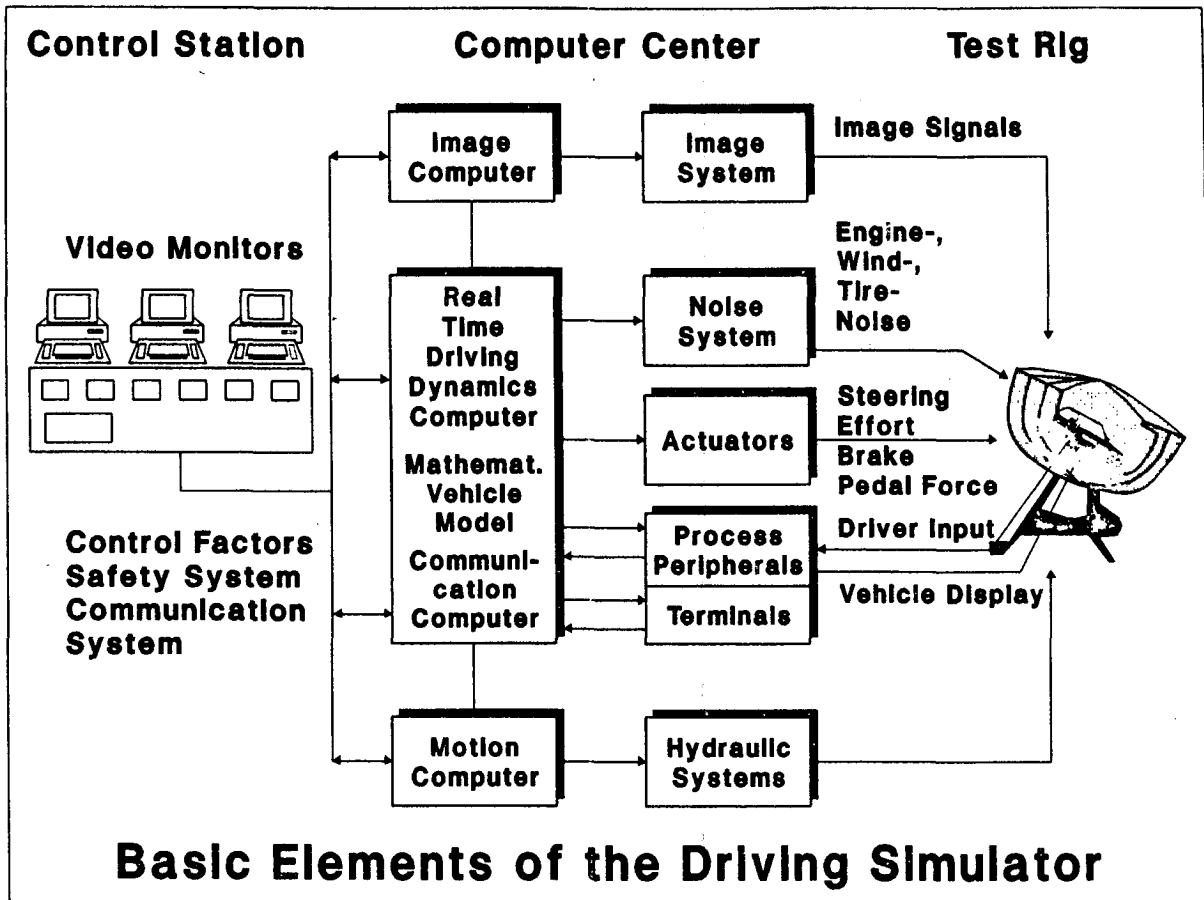 Control Station
Computer Center
Test Rig
Image
Computer
Image
System
Image Signals
Video Monitors
Real
Time
Driving
Dynamics
Computer
Mathemat.
Vehicle
Model
Communi-
cation
Computer
Noise
System
Engine-,
Wind-,
Tire-
Noise
Actuators
Steering
Effort
Brake
Pedal Force
Process
Peripherals
Terminals
Driver Input
Vehicle Display
Control Factors
Safety System
Communication
System
Motion
Computer
Hydraulic
Systems
Basic Elements of the Driving Simulator